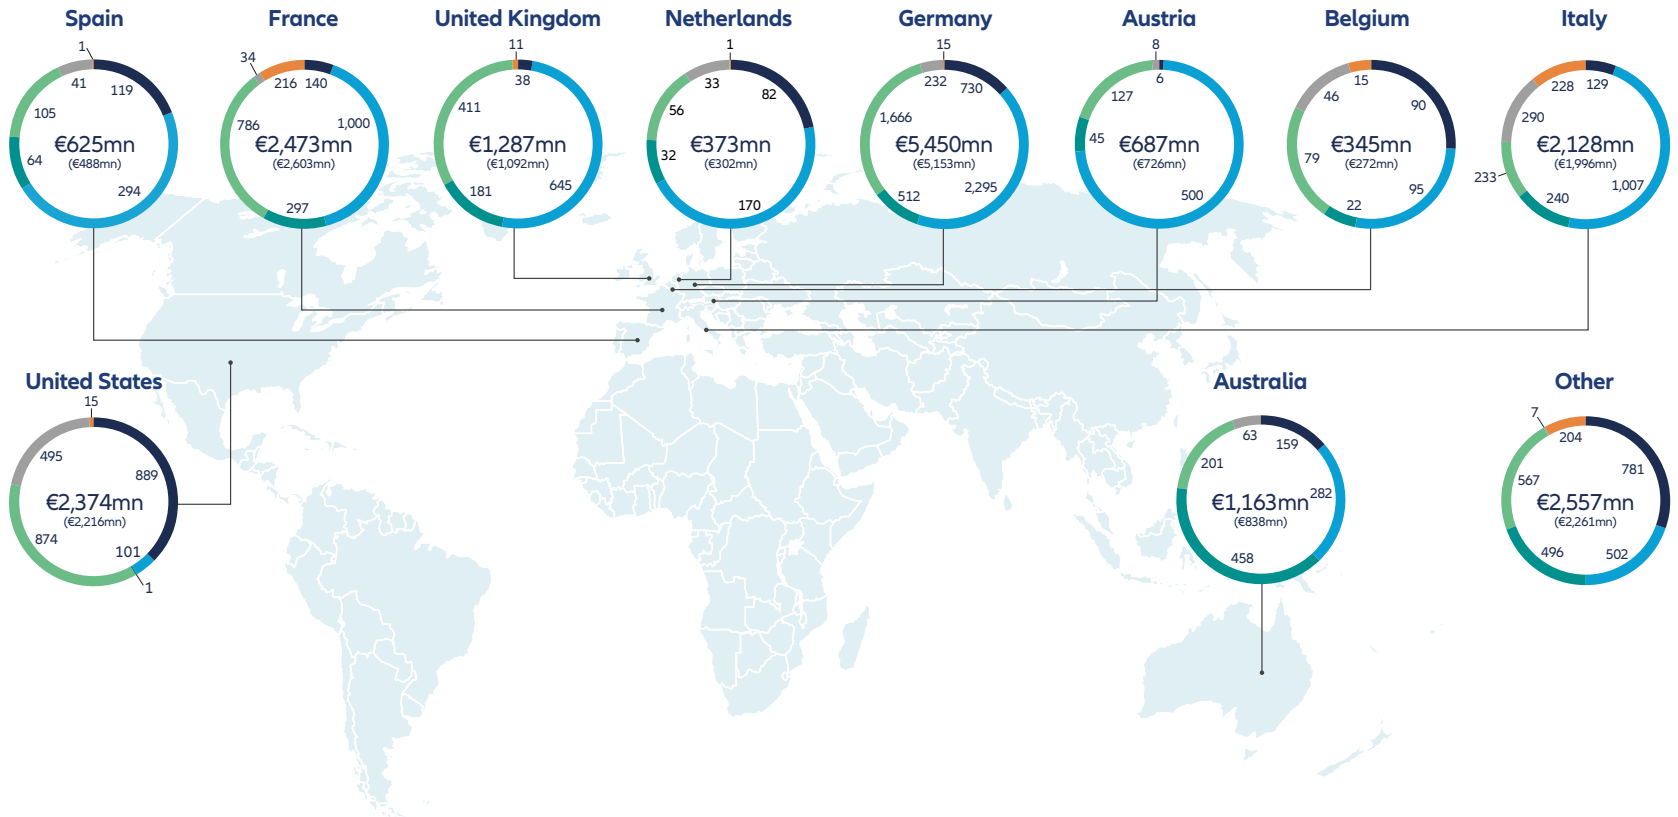 Spain
1
41
119
105
€625mn
(€488mn)
64
294
France
34
216
140
786
1,000
€2,473mn
(€2,603mn)
297
United Kingdom
11
38
411
€1,287mn
(€1,092mn)
181
645
Netherlands
1
33
82
56
€373mn
(€302mn)
32
170
Germany
15
232
730
1,666
€5,450mn
(€5,153mn)
512
2,295
Austria
8
6
127
45
€687mn
(€726mn)
500
Belgium
15
46
90
€345mn
(€272mn)
79
22
95
Italy
228
129
290
€2,128mn
(€1,996mn)
233
240
1,007
United States
15
495
889
€2,374mn
(€2,216mn)
874
101
1
Australia
63
159
201
€1,163mn
282
(€838mn)
458
Other
7
204
781
567
€2,557mn
(€2,261mn)
496
502